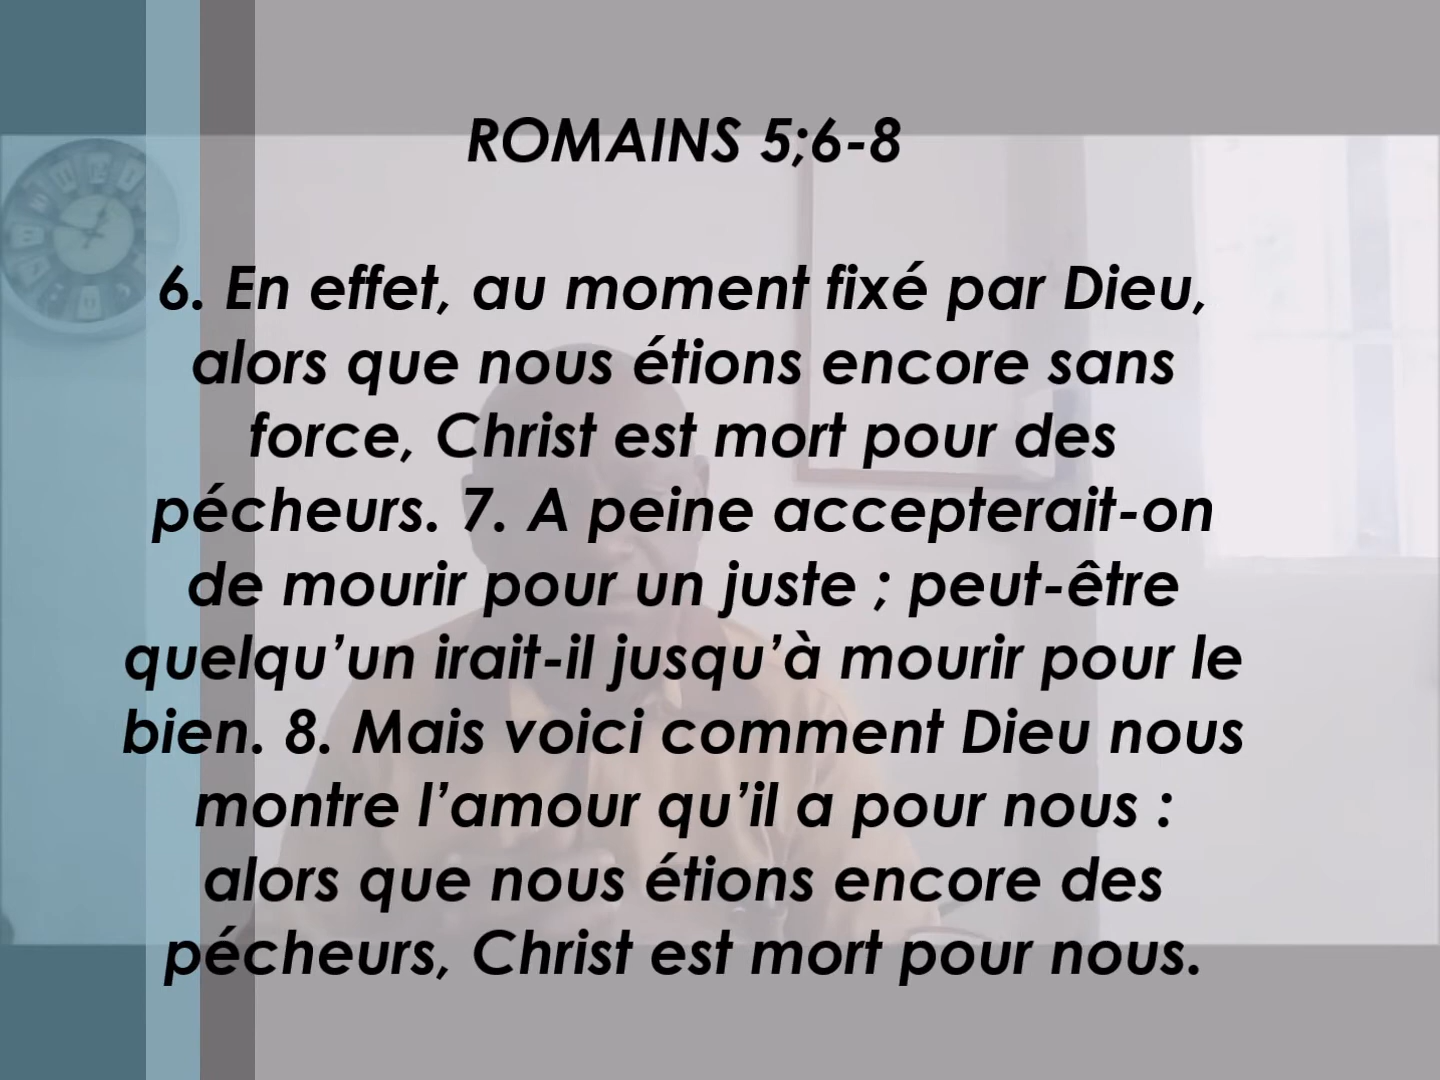 ROMAINS 5;6-8
6. En effet, au moment fixé par Dieu,
alors que nous étions encore sans
force, Christ est mort pour des
pécheurs. 7. A peine accepterait-on
de mourir pour un juste ; peut-être
quelqu’un irait-il jusqu’à mourir pour le
bien. 8. Mais voici comment Dieu nous
montre l’amour qu’il a pour nous :
alors que nous étions encore des
pécheurs, Christ est mort pour nous.